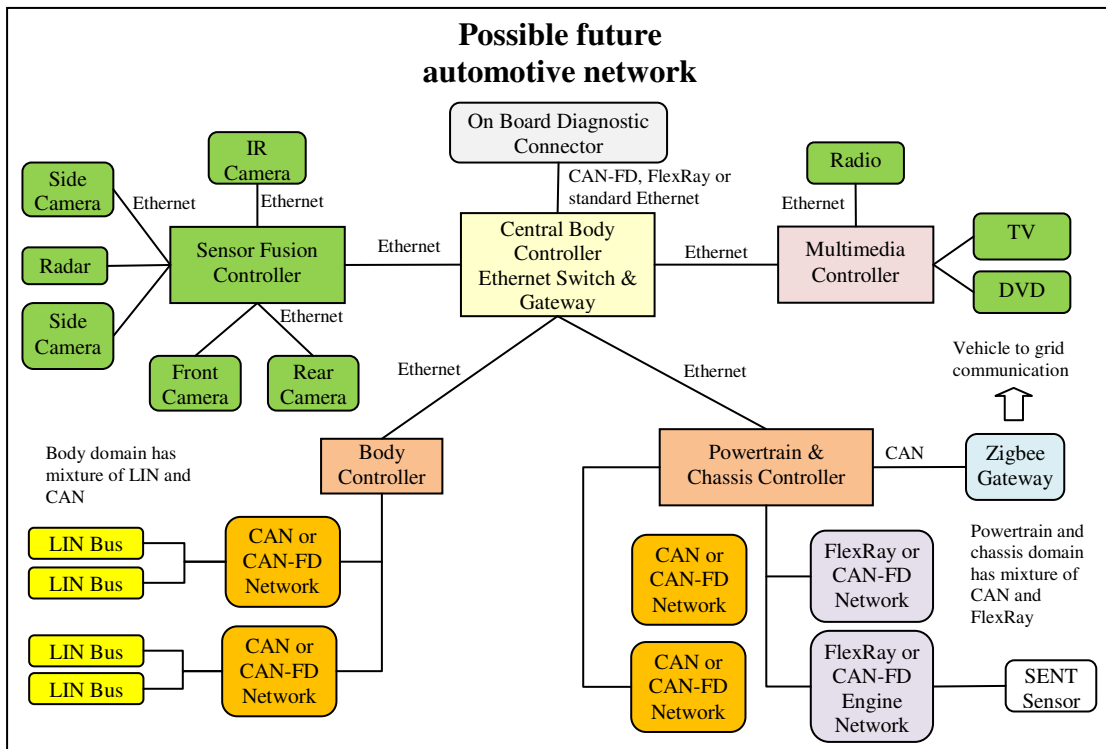 Possible future
automotive network
On Board Diagnostic
Connector
CAN-FD, FlexRay or
standard Ethernet
IR
Camera
Side
Camera
Ethernet
Ethernet
Radar
Side
Camera
Sensor Fusion
Controller
Ethernet
Front
Camera
Rear
Camera
Ethernet
Central Body
Controller
Ethernet Switch &
Gateway
Ethernet
Radio
Ethernet
Multimedia
Controller
TV
DVD
Ethernet
Ethernet
Vehicle to grid
communication
Body domain has
mixture of LIN and
CAN
Body
Controller
Powertrain &
Chassis Controller
CAN
Zigbee
Gateway
LIN Bus
LIN Bus
CAN or
CAN-FD
Network
LIN Bus
LIN Bus
CAN or
CAN-FD
Network
CAN or
CAN-FD
Network
FlexRay or
CAN-FD
Network
Powertrain and
chassis domain
has mixture of
CAN and
FlexRay
CAN or
CAN-FD
Network
FlexRay or
CAN-FD
Engine
Network
SENT
Sensor